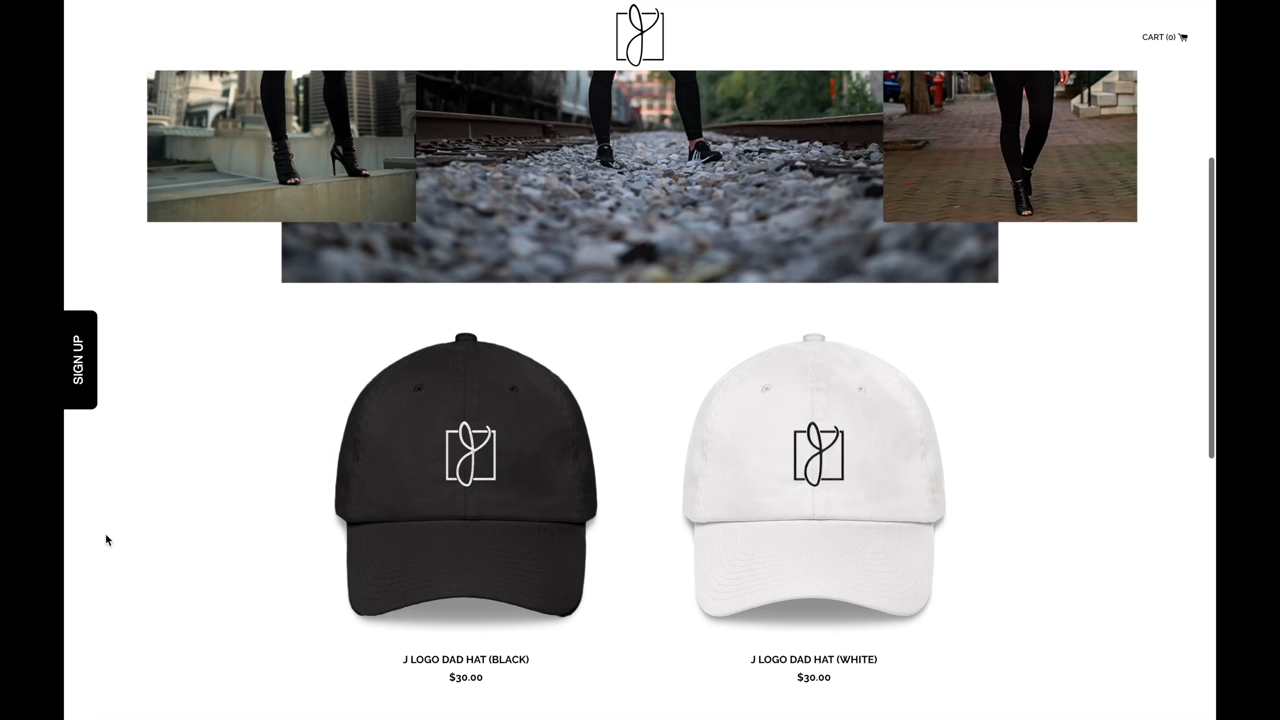 CART (0)
SIGN UP
J LOGO DAD HAT (BLACK)
$30.00
J LOGO DAD HAT (WHITE)
$30.00